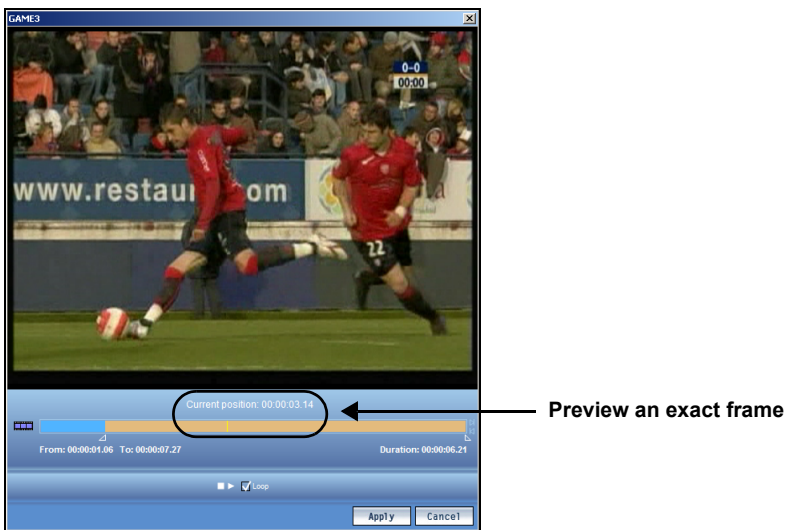 GAME3
0-0
00:00
www.restau om
22
Current position: 00:00:03.14
Preview an exact frame
From: 00:00:01.06 To: 00:00:07.27 Duration: 00:00:06.21
Loop
Apply Cancel